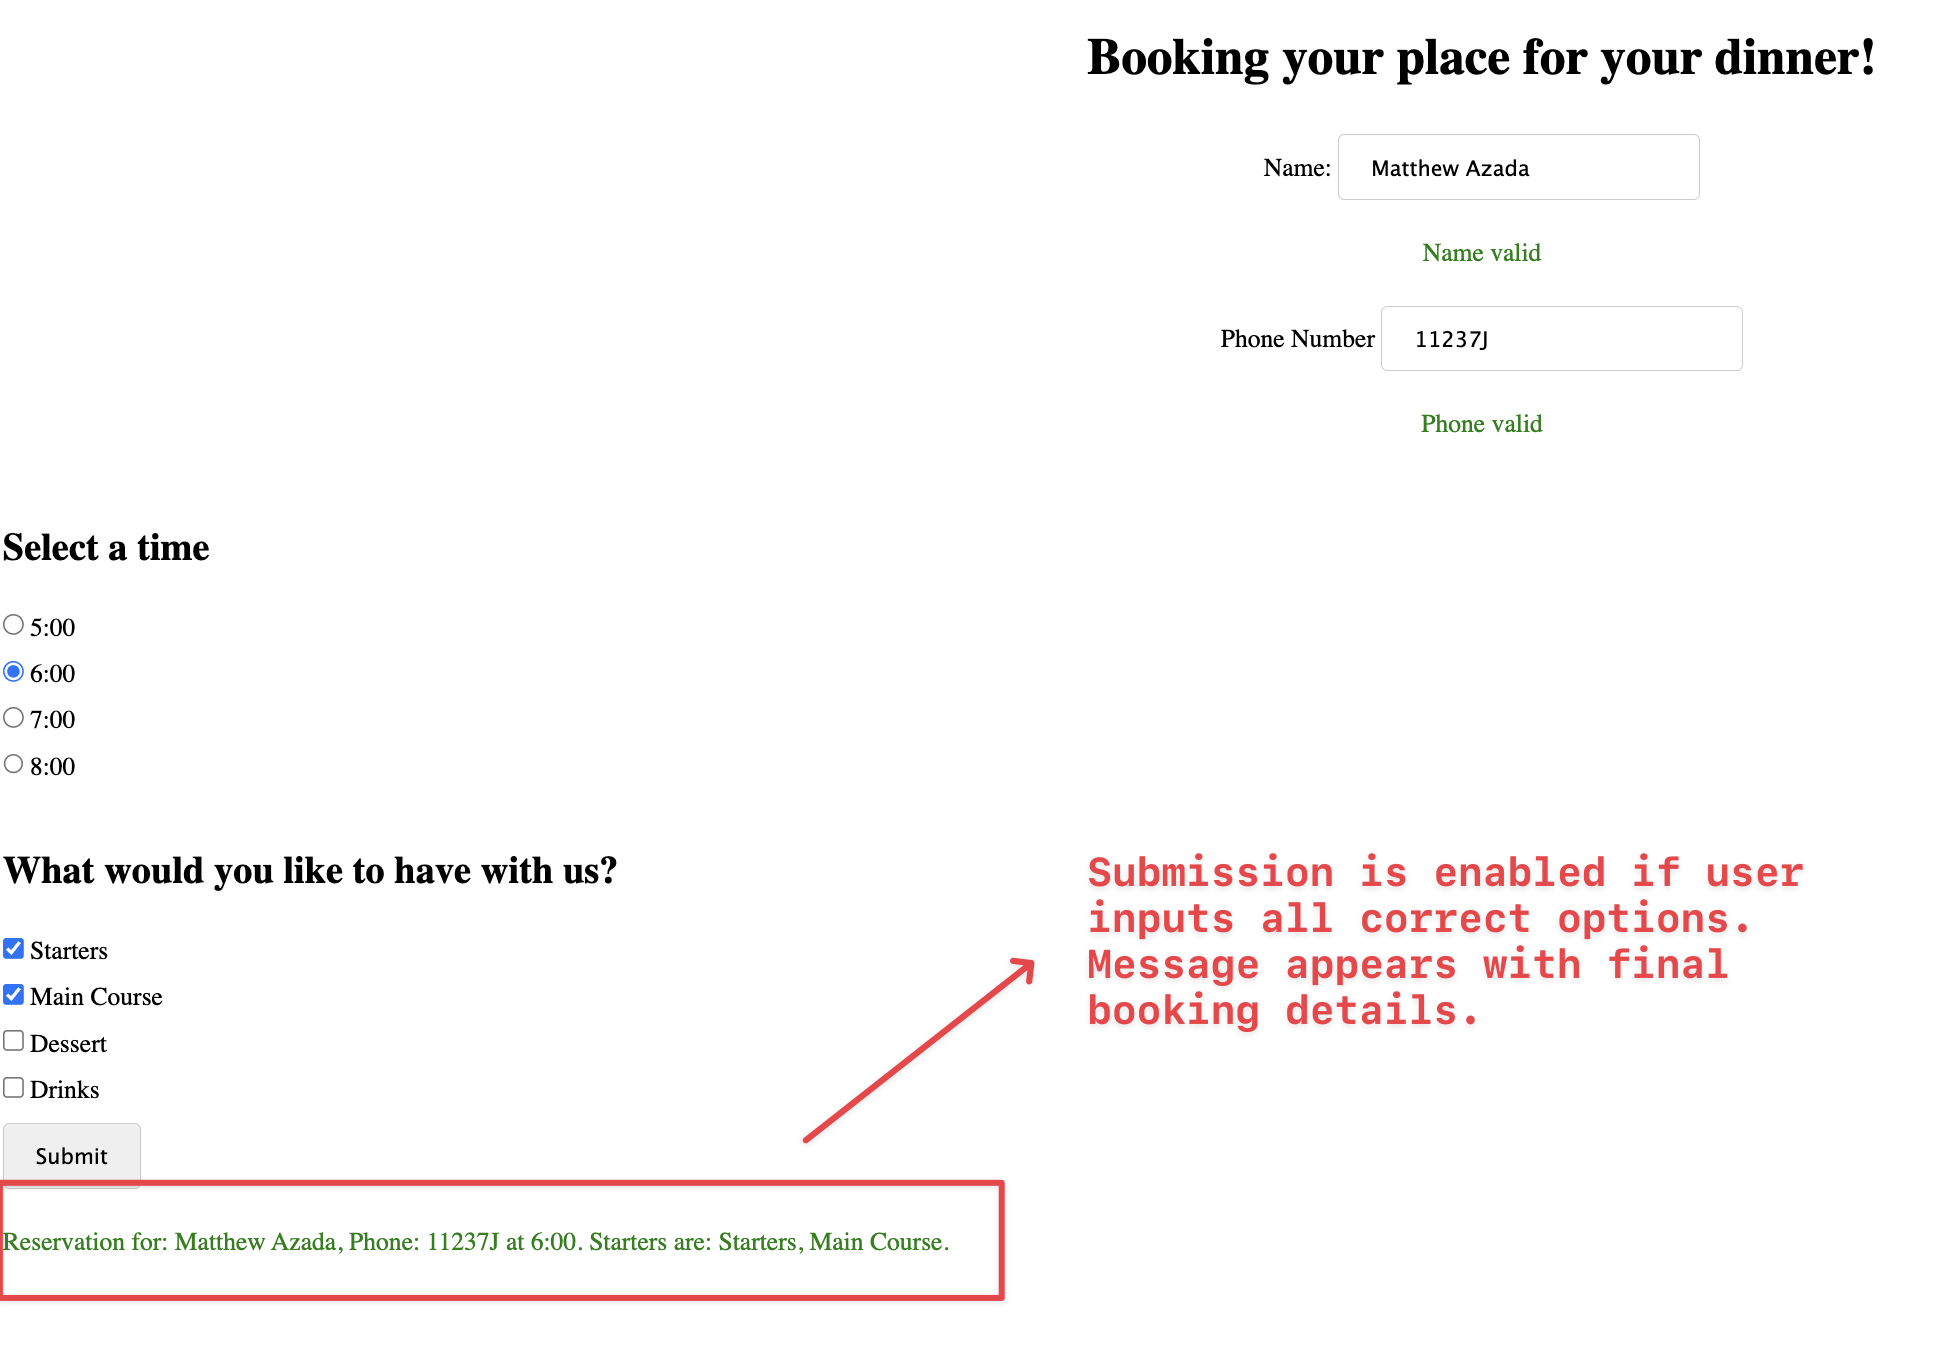 Booking your place for your dinner!
Name: Matthew Azada
Name valid
Phone Number 11237J
Phone valid
Select a time
5:00
6:00
7:00
8:00
What would you like to have with us?
Starters
Main Course
Dessert
Drinks
Submit
Reservation for: Matthew Azada, Phone: 11237J at 6:00. Starters are: Starters, Main Course.
Submission is enabled if user
inputs all correct options.
Message appears with final
booking details.